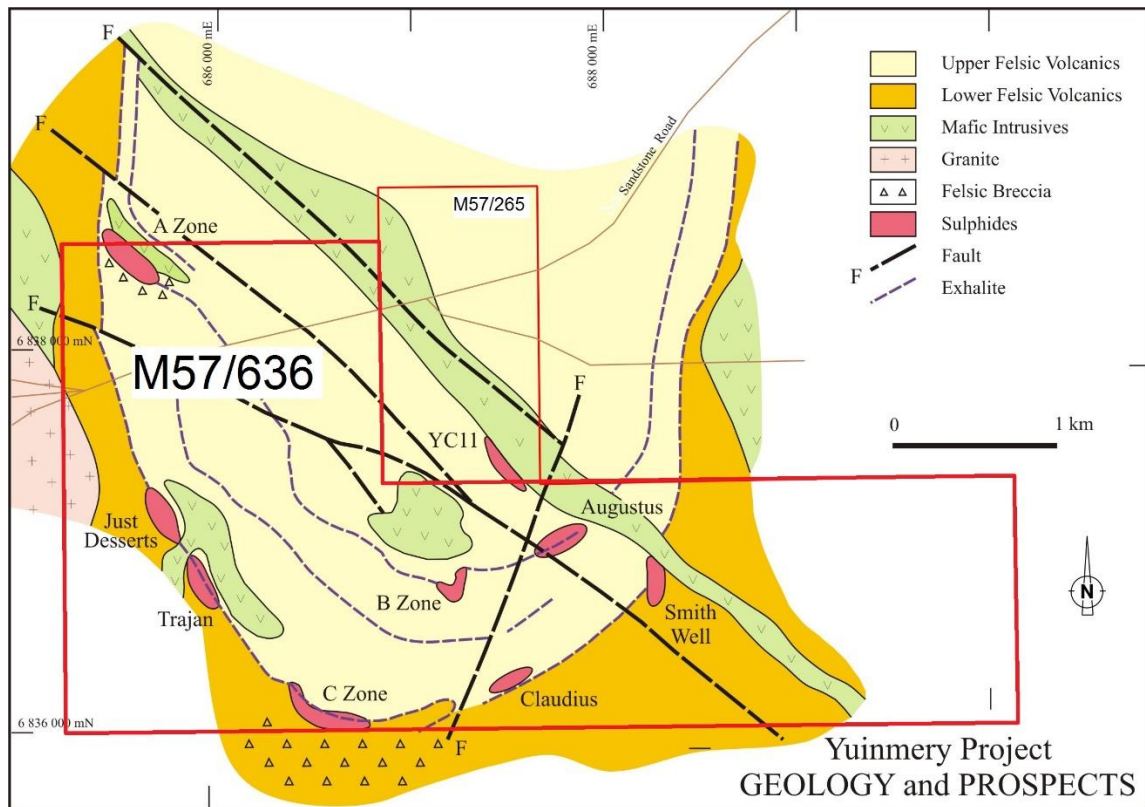 F
686 000 mE
688 000 mE
Sandstone Road
Upper Felsic Volcanics
Lower Felsic Volcanics
Mafic Intrusives
Granite
Felsic Breccia
Sulphides
F
Fault
Exhalite
F
M57/265
A Zone
F
6 838 000 mN
M57/636
F
0
1 km
YC11
Augustus
Just
Desserts
B Zone
Smith
Well
Trajan
N
C Zone
Claudius
6 836 000 mN
F
Yuinmery Project
GEOLOGY and PROSPECTS